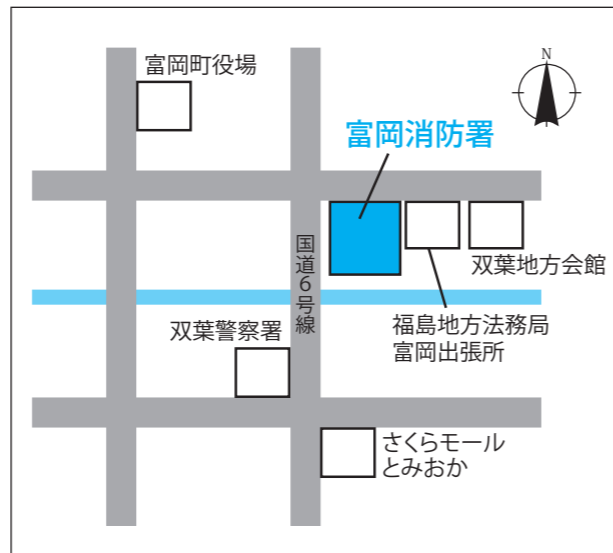 富岡町役場
N
富岡消防署
国道6号線
双葉地方会館
福島地方法務局
富岡出張所
双葉警察署
さくらモール
とみおか